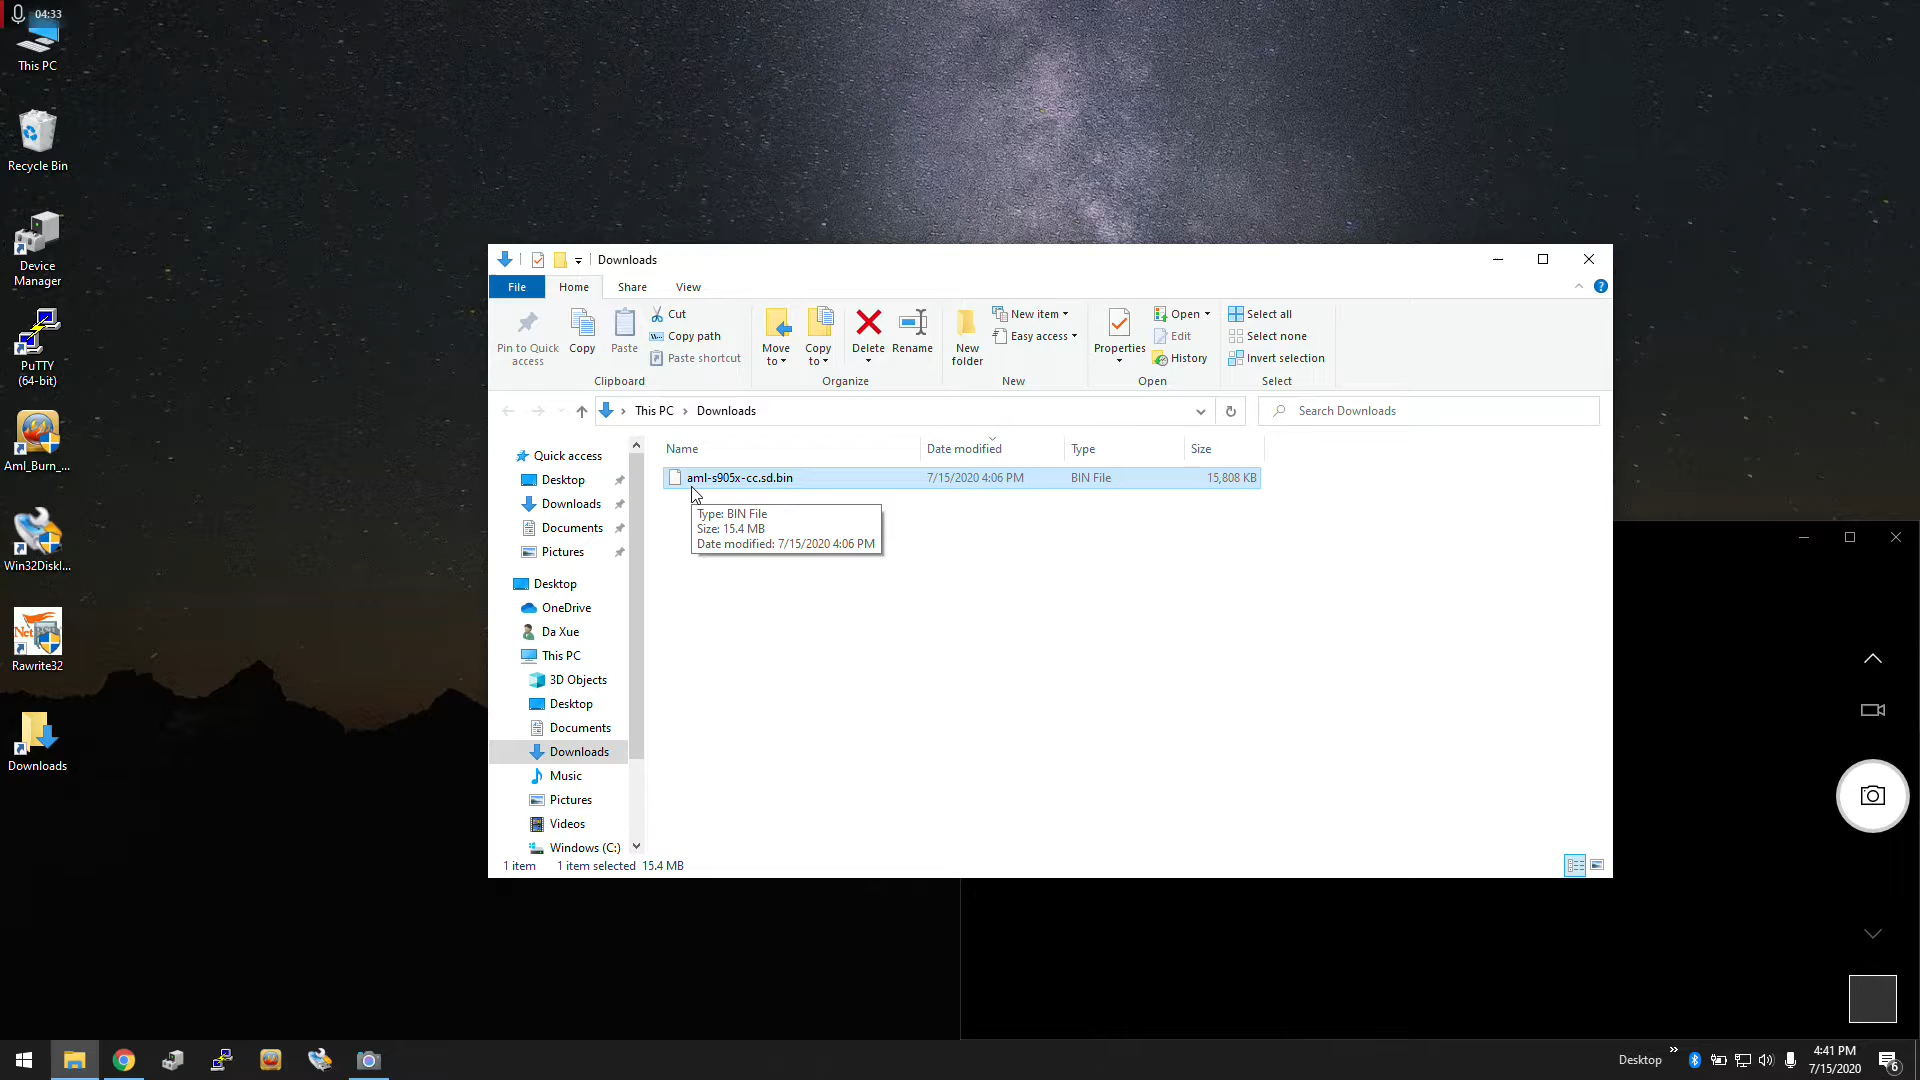 04:33
This PC
Recycle Bin
Device
Manager
PuTTY
(64-bit)
Aml_Burn_...
Win32DiskI...
Rawrite32
Downloads
Downloads
File
Home
Share
View
Pin to Quick
access
Copy
Paste
Cut
Copy path
Paste shortcut
Clipboard
Move
to
Copy
to
Delete
Rename
Organize
New
folder
New item
Easy access
New
Properties
Open
Edit
History
Open
Select all
Select none
Invert selection
Select
This PC > Downloads
Search Downloads
Name
Date modified
Type
Size
aml-s905x-cc.sd.bin
7/15/2020 4:06 PM
BIN File
15,808 KB
Type: BIN File
Size: 15.4 MB
Date modified: 7/15/2020 4:06 PM
Quick access
Desktop
Downloads
Documents
Pictures
Desktop
OneDrive
Da Xue
This PC
3D Objects
Desktop
Documents
Downloads
Music
Pictures
Videos
Windows (C:)
1 item
1 item selected 15.4 MB
Desktop
4:41 PM
7/15/2020
6